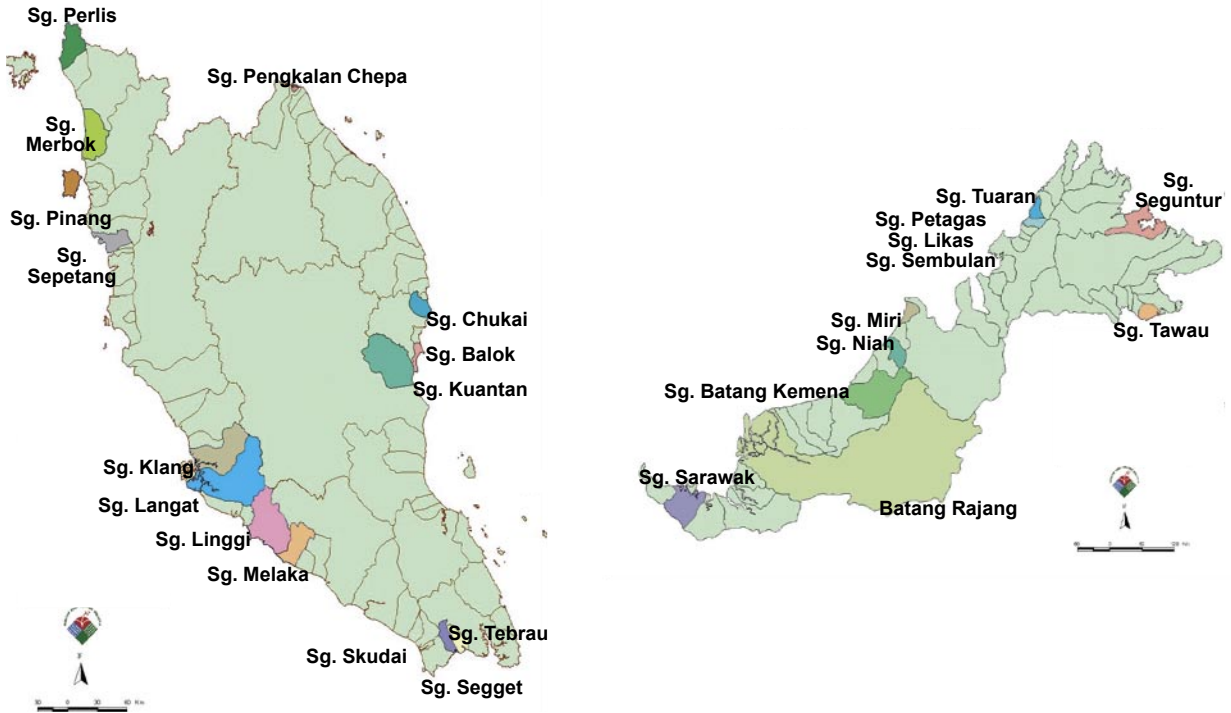 Sg. Perlis
Sg. Pengkalan Chepa
Sg.
Merbok
Sg. Pinang
Sg.
Sepetang
Sg. Chukai
Sg. Balok
Sg. Kuantan
Sg. Klang
Sg. Langat
Sg. Linggi
Sg. Melaka
Sg. Tebrau
Sg. Skudai
Sg. Segget
Sg.
Seguntur
Sg. Tuaran
Sg. Petagas
Sg. Likas
Sg. Sembulan
Sg. Miri
Sg. Tawau
Sg. Niah
Sg. Batang Kemena
Sg. Sarawak
Batang Rajang